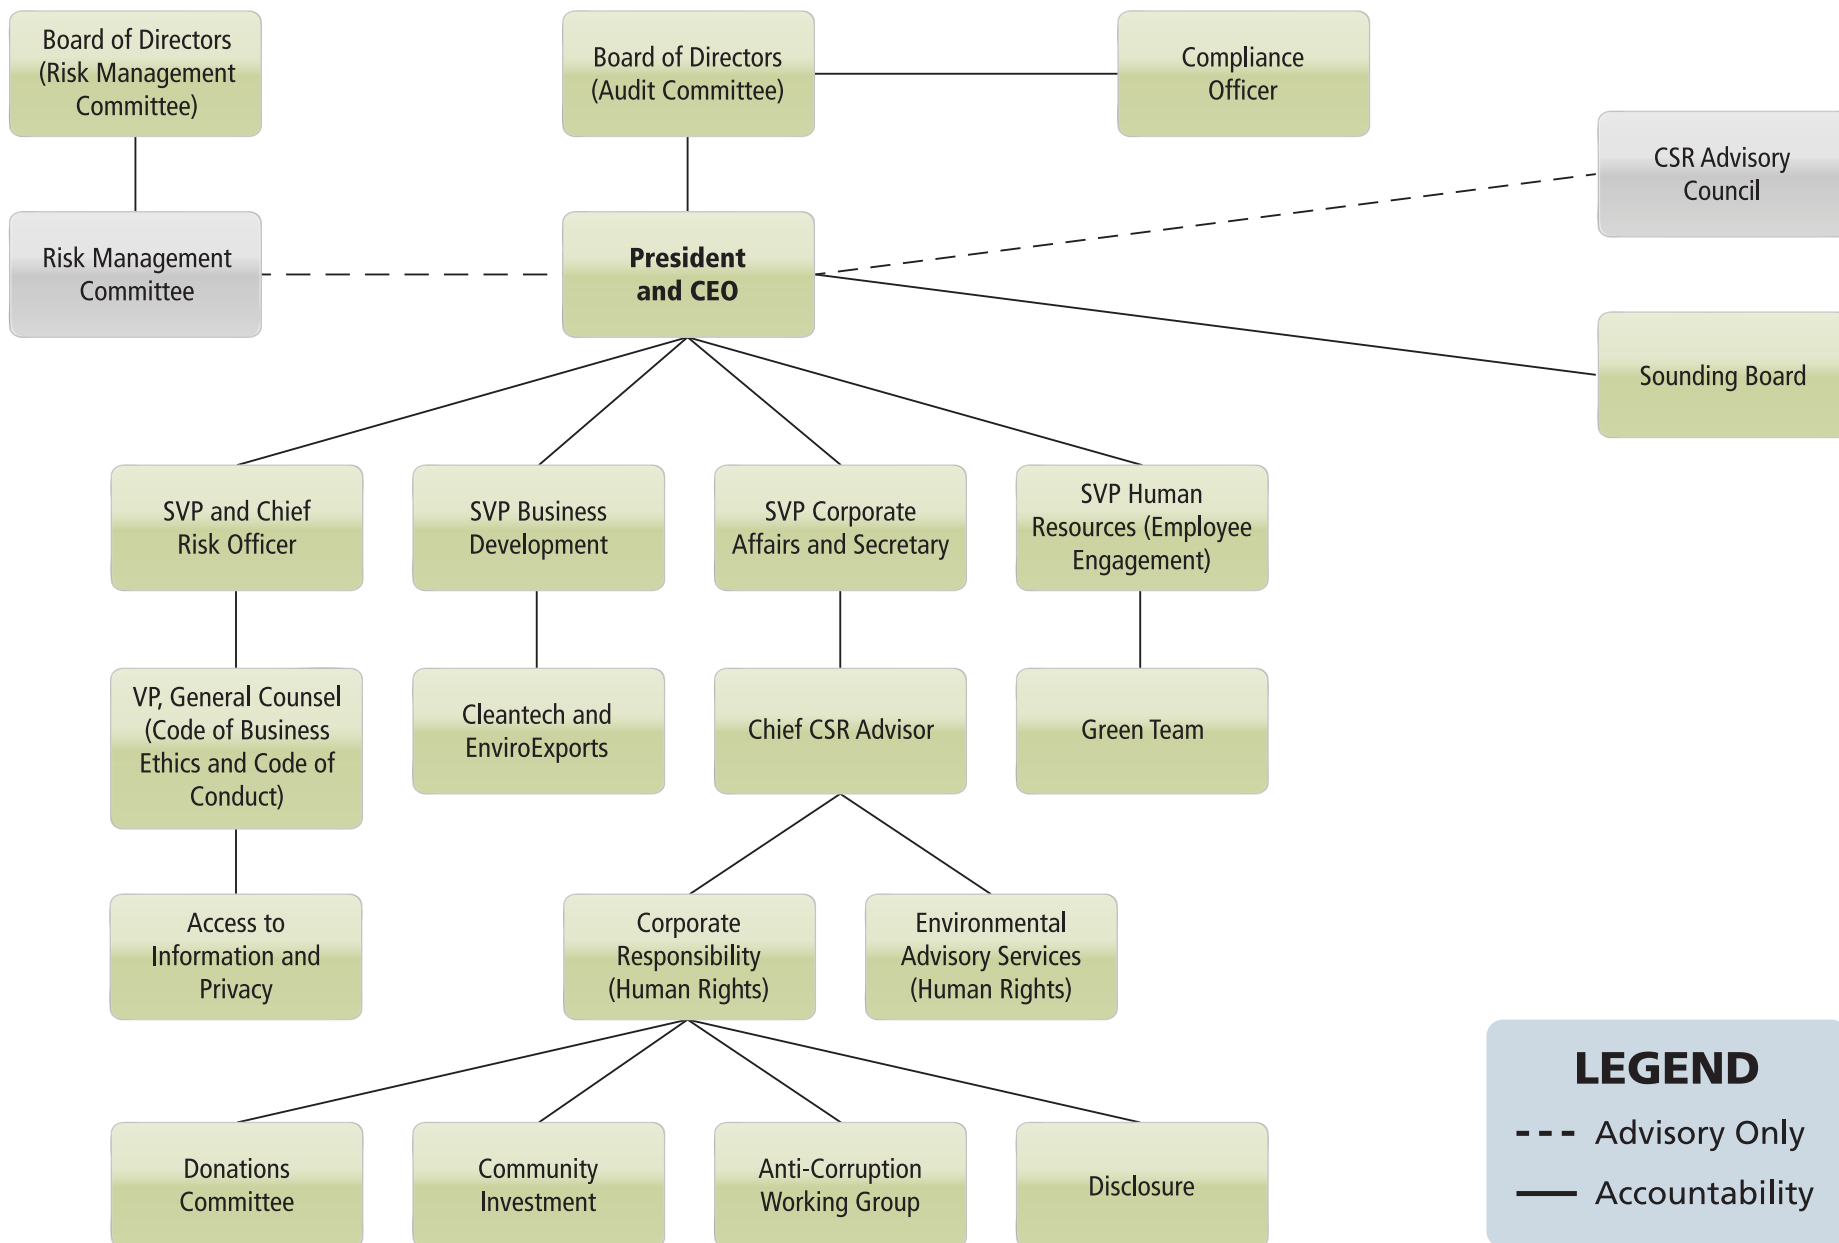 Board of Directors
(Risk Management
Committee)
Board of Directors
(Audit Committee)
Compliance
Officer
CSR Advisory
Council
Risk Management
Committee
President
and CEO
Sounding Board
SVP and Chief
Risk Officer
SVP Business
Development
SVP Corporate
Affairs and Secretary
SVP Human
Resources (Employee
Engagement)
VP, General Counsel
(Code of Business
Ethics and Code of
Conduct)
Cleantech and
EnviroExports
Chief CSR Advisor
Green Team
Access to
Information and
Privacy
Corporate
Responsibility
(Human Rights)
Environmental
Advisory Services
(Human Rights)
Donations
Committee
Community
Investment
Anti-Corruption
Working Group
Disclosure
LEGEND
Advisory Only
Accountability